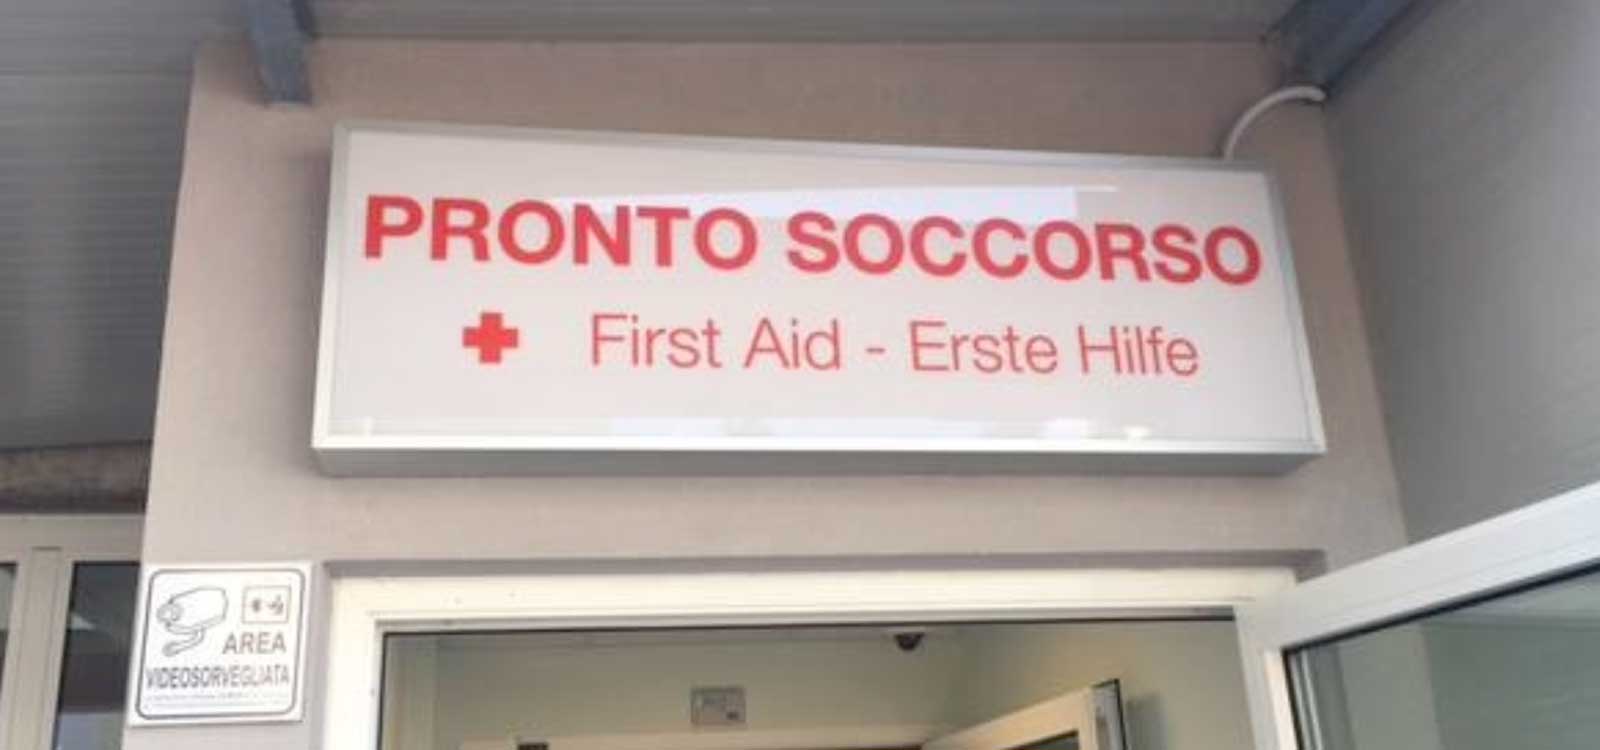 PRONTO SOCCORSO
First Aid - Erste Hilfe
AREA
VIDEOSORVEGLIATA